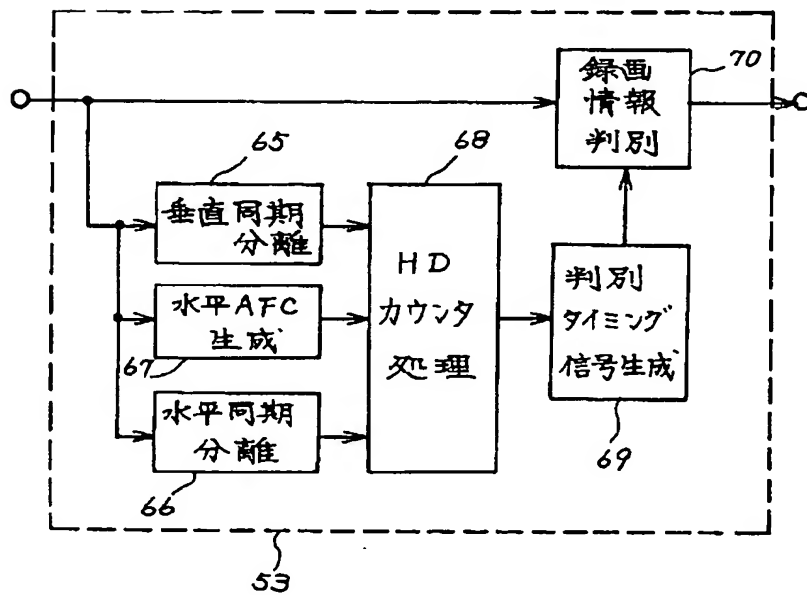 録画
情報
判別
70
65
垂直同期
分離
68
HD
カウンタ
処理
水平AFC
生成
67
判別
タイミング
信号生成
69
水平同期
分離
66
53